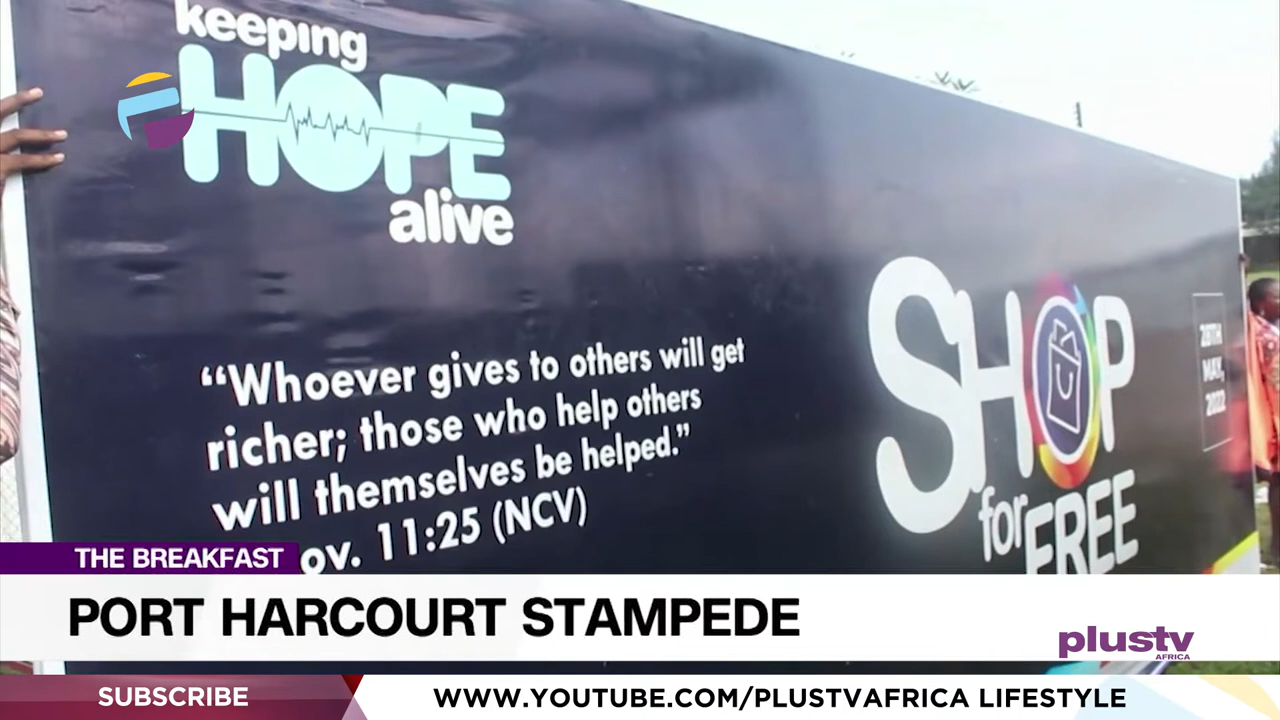 keeping
HOPE
alive
"Whoever gives to others will get
richer; those who help others
will themselves be helped."
ov. 11:25 (NCV)
SHOP
for FREE
28TH
MAY,
2022
THE BREAKFAST
PORT HARCOURT STAMPEDE
plustv
AFRICA
SUBSCRIBE
WWW.YOUTUBE.COM/PLUSTVAFRICA LIFESTYLE